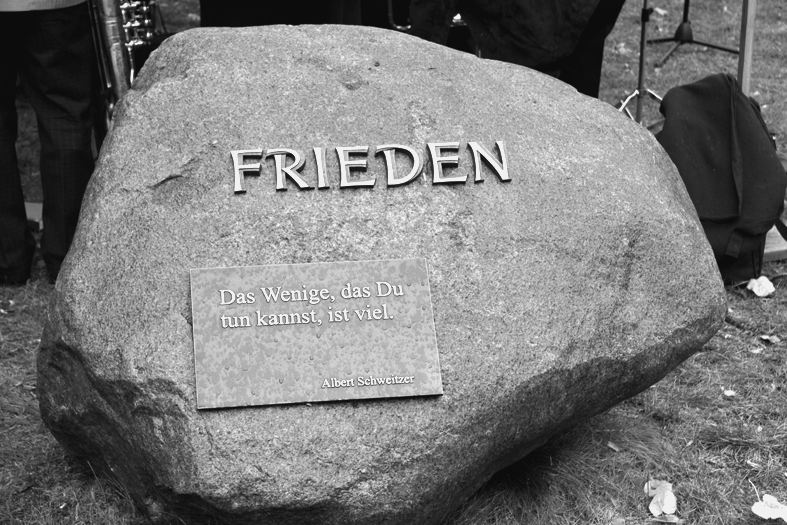 FRIEDEN
Das Wenige, das Du
tun kannst, ist viel.
Albert Schweitzer